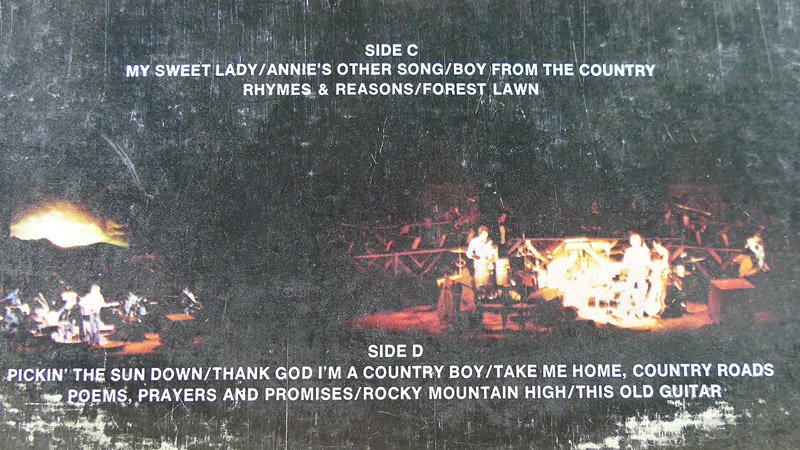 SIDE C
MY SWEET LADY/ANNIE'S OTHER SONG/BOY FROM THE COUNTRY
RHYMES & REASONS/FOREST LAWN
SIDE D
PICKIN' THE SUN DOWN/THANK GOD I'M A COUNTRY BOY/TAKE ME HOME, COUNTRY ROADS
POEMS, PRAYERS AND PROMISES/ROCKY MOUNTAIN HIGH/THIS OLD GUITAR